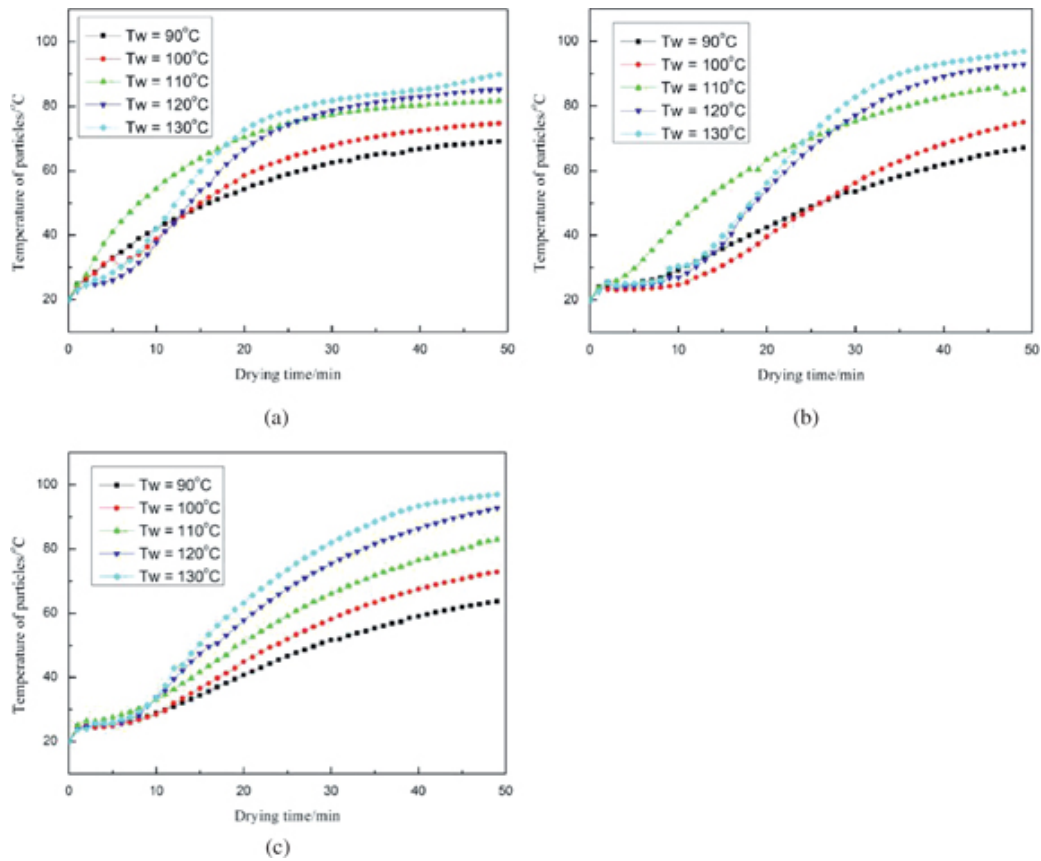 Tw = 90°C
Tw = 100°C
Tw = 110°C
Tw = 120°C
Tw = 130°C
Temperature of particles/°C
100
80
60
40
20
0
10
20
30
40
50
Drying time/min
(a)
Tw = 90°C
Tw = 100°C
Tw = 110°C
Tw = 120°C
Tw = 130°C
Temperature of particles/°C
100
80
60
40
20
0
10
20
30
40
50
Drying time/min
(b)
Tw = 90°C
Tw = 100°C
Tw = 110°C
Tw = 120°C
Tw = 130°C
Temperature of particles/°C
100
80
60
40
20
0
10
20
30
40
50
Drying time/min
(c)